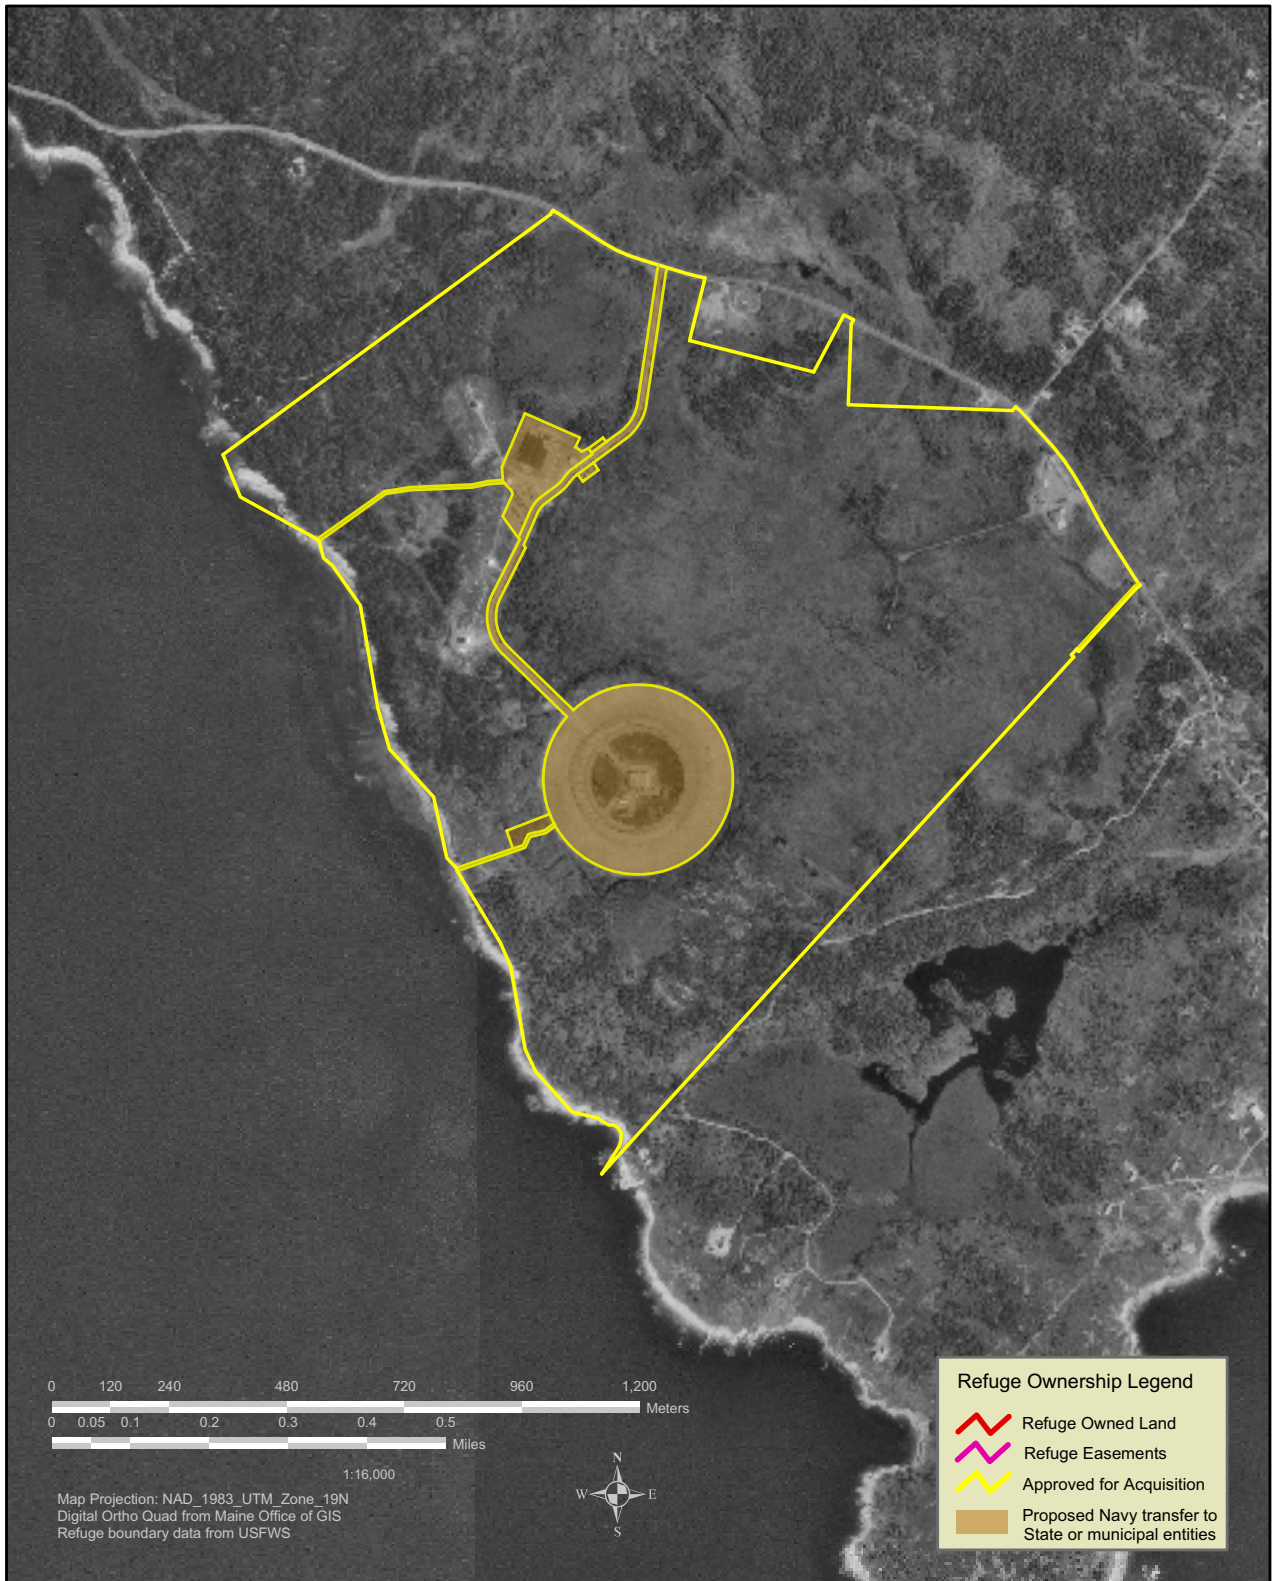 0 120 240 480 720 960 1,200
Meters
0 0.05 0.1 0.2 0.3 0.4 0.5
Miles
1:16,000
Map Projection: NAD_1983_UTM_Zone_19N
Digital Ortho Quad from Maine Office of GIS
Refuge boundary data from USFWS
N
W E
S
Refuge Ownership Legend
Refuge Owned Land
Refuge Easements
Approved for Acquisition
Proposed Navy transfer to
State or municipal entities